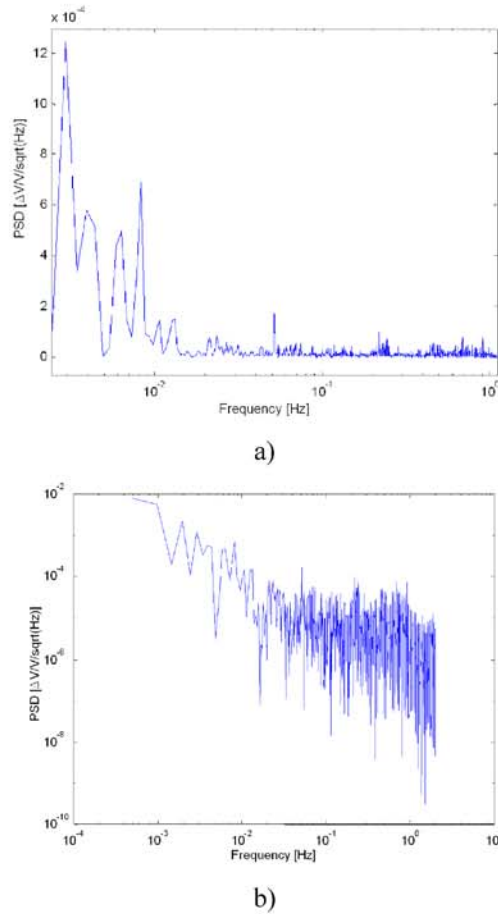 x 10⁻⁴
12
10
8
6
4
2
0
PSD [ΔV/V/sqrt(Hz)]
10⁻² 10⁻¹ 10⁰
Frequency [Hz]
a)
10⁻²
10⁻⁴
10⁻⁶
10⁻⁸
10⁻¹⁰
PSD [ΔV/V/sqrt(Hz)]
10⁻⁴ 10⁻³ 10⁻² 10⁻¹ 10⁰
Frequency [Hz]
b)